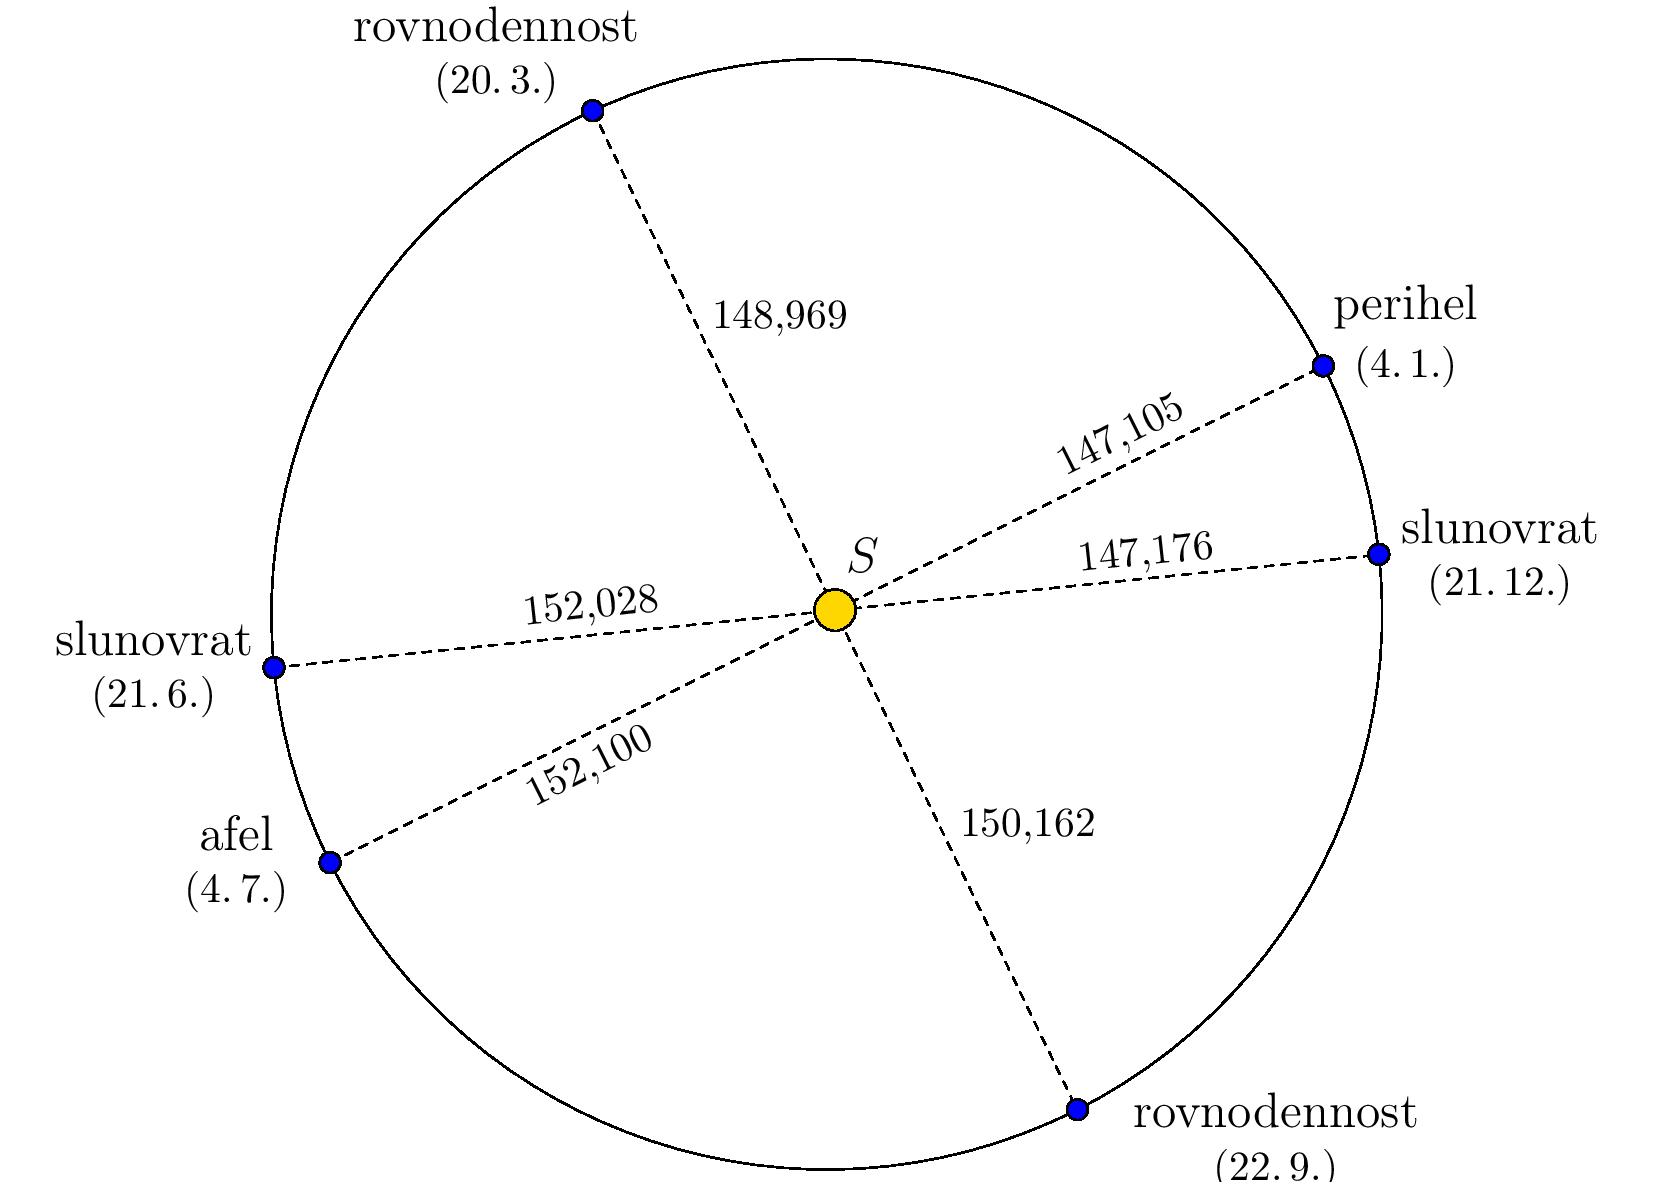 rovnodennost
(20. 3.)
148,969
perihel
(4. 1.)
147,105
S
147,176
slunovrat
(21. 12.)
152,028
slunovrat
(21. 6.)
152,100
afel
(4. 7.)
150,162
rovnodennost
(22. 9.)